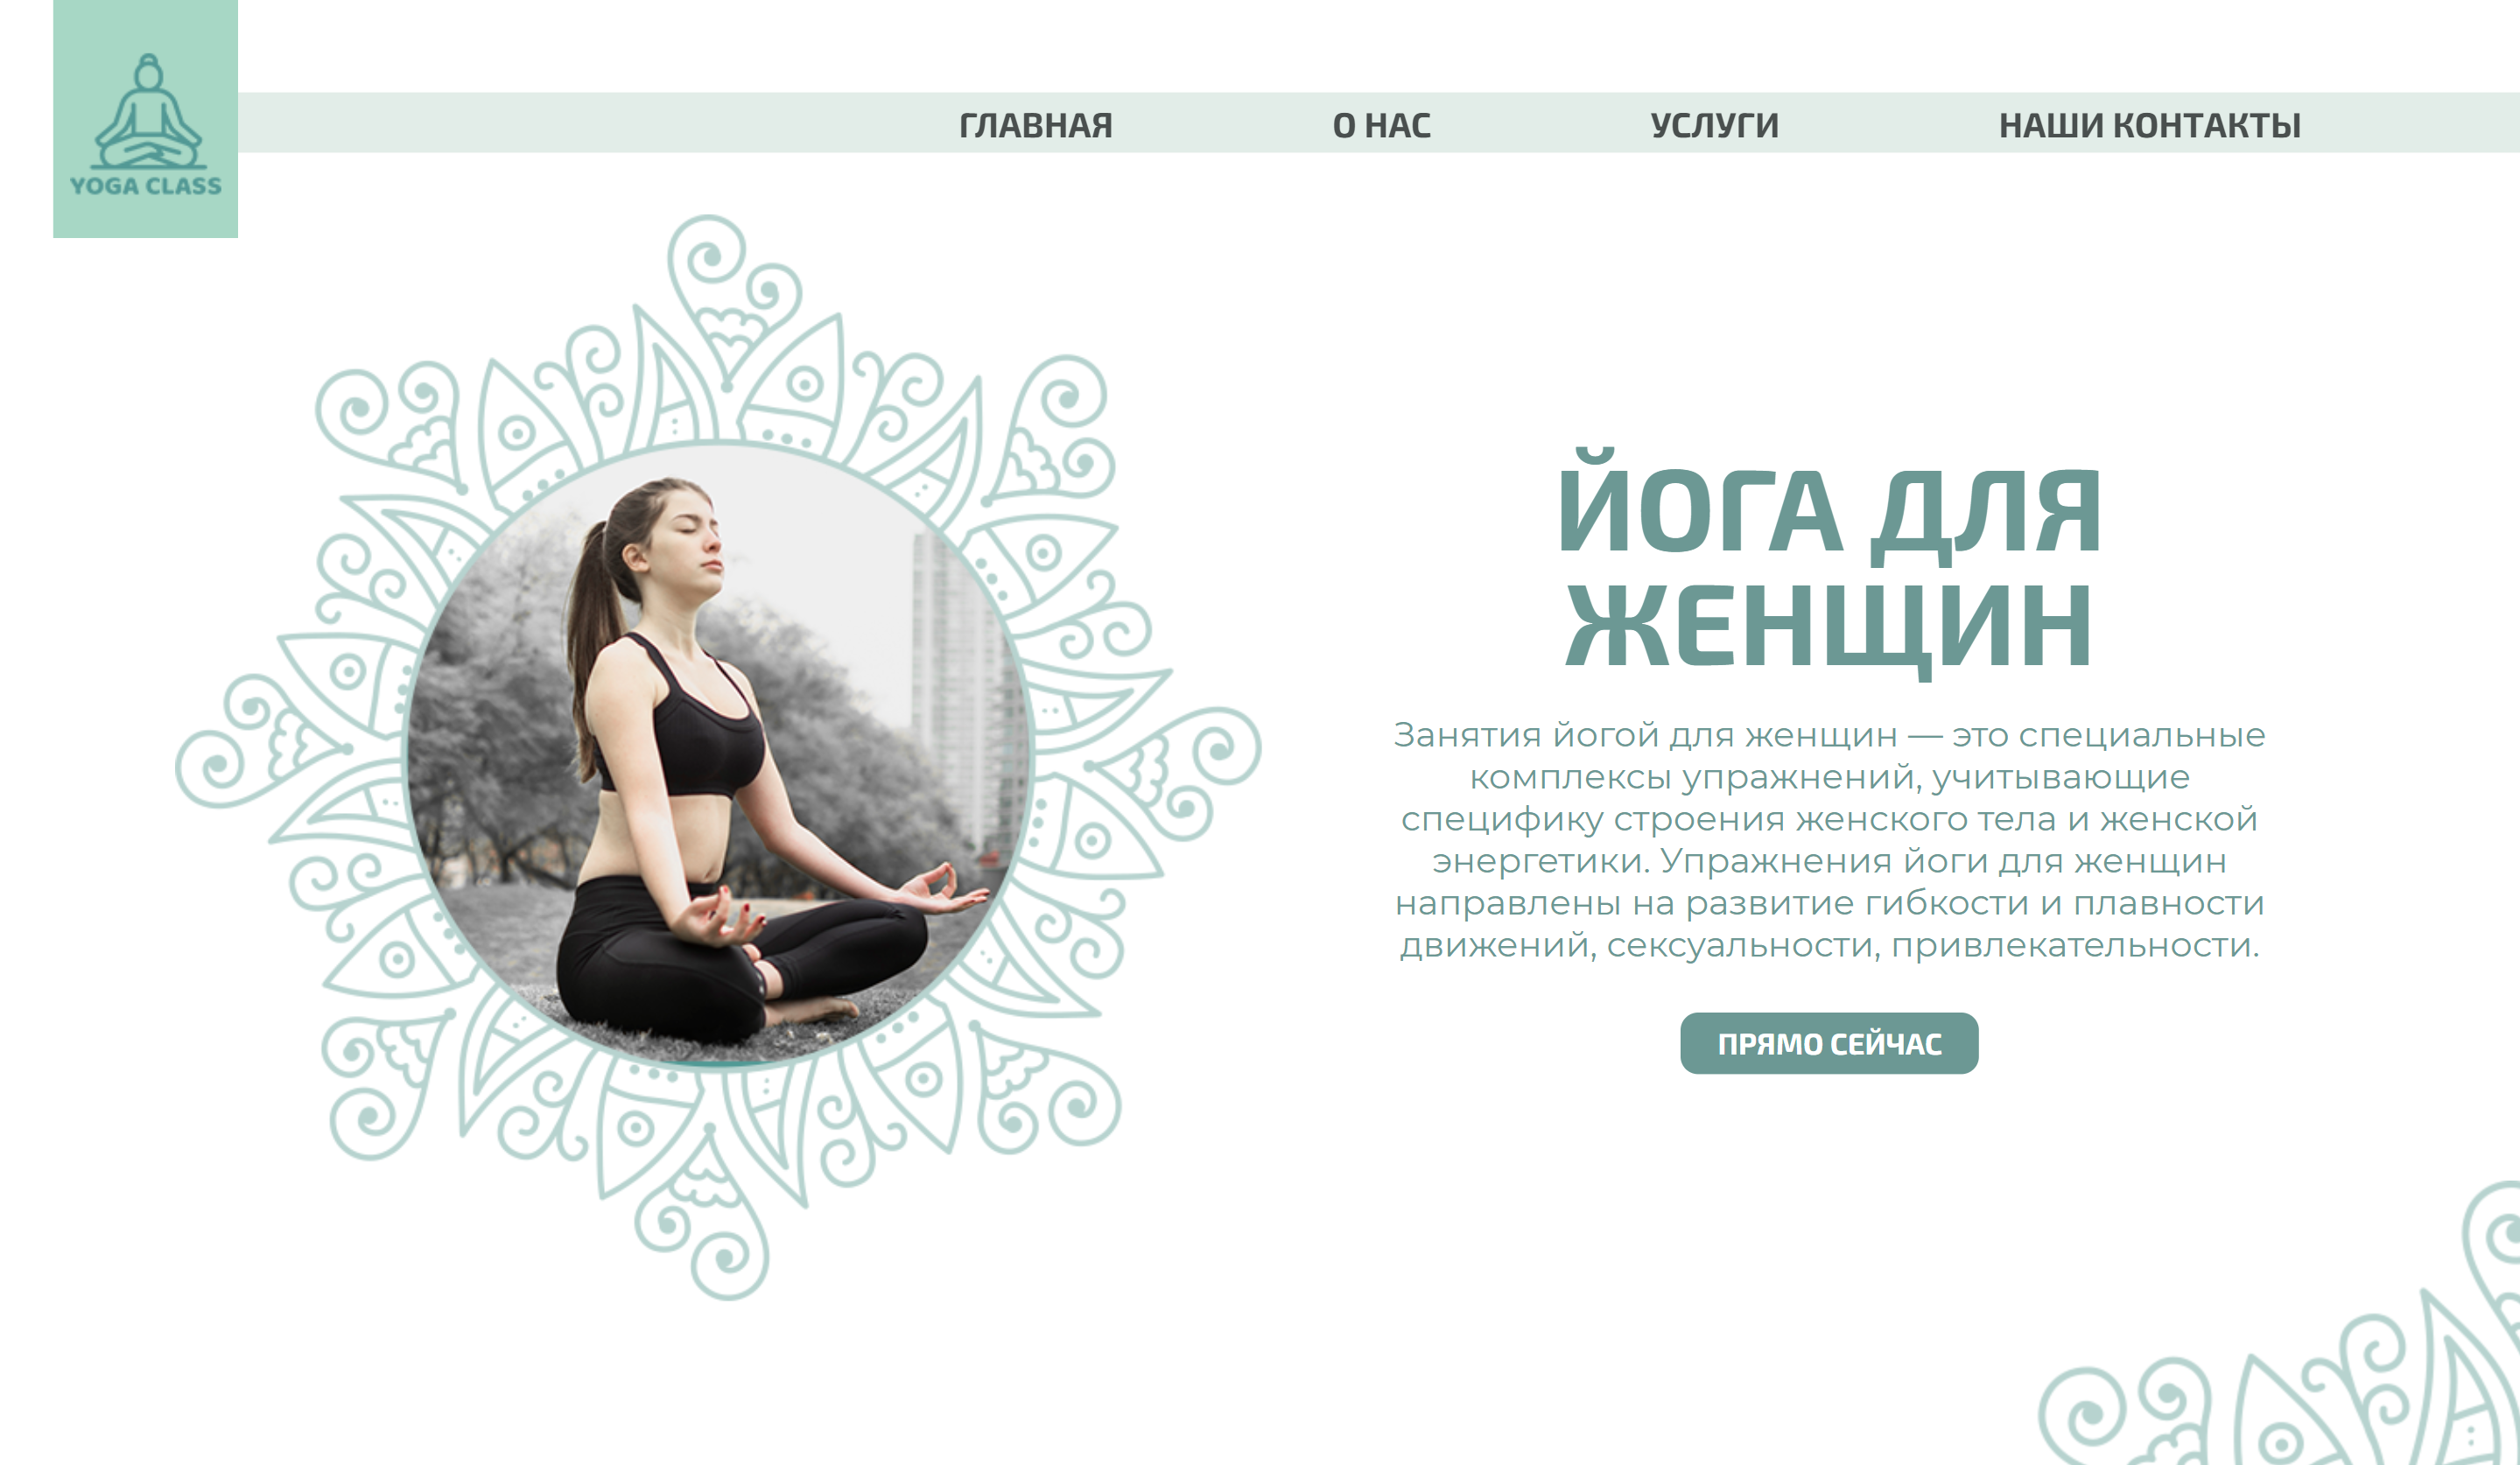 YOGA CLASS
ГЛАВНАЯ О НАС УСЛУГИ НАШИ КОНТАКТЫ
ЙОГА ДЛЯ
ЖЕНЩИН
Занятия йогой для женщин — это специальные
комплексы упражнений, учитывающие
специфику строения женского тела и женской
энергетики. Упражнения йоги для женщин
направлены на развитие гибкости и плавности
движений, сексуальности, привлекательности.
ПРЯМО СЕЙЧАС